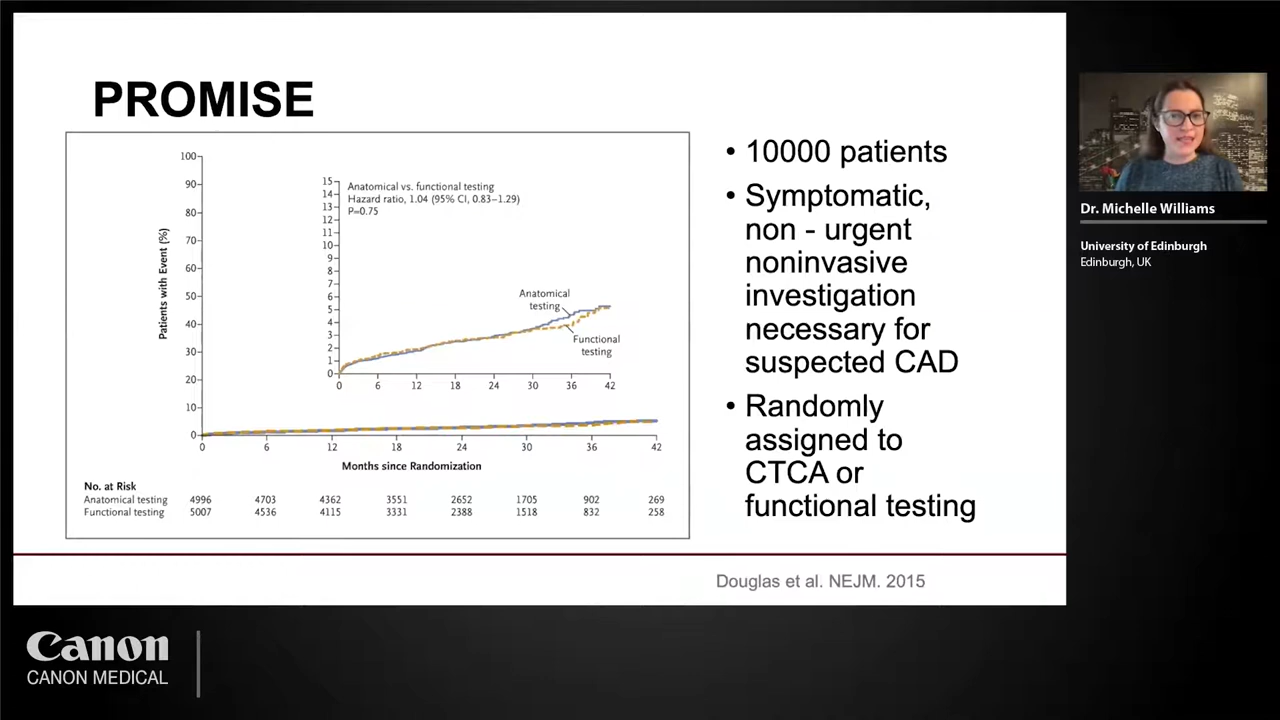 PROMISE
100
90
80
70
60
50
40
30
20
10
0
Patients with Event (%)
15
14
13
12
11
10
9
8
7
6
5
4
3
2
1
0
Anatomical vs. functional testing
Hazard ratio, 1.04 (95% CI, 0.83–1.29)
P=0.75
Anatomical
testing
Functional
testing
0 6 12 18 24 30 36 42
0 6 12 18 24 30 36 42
Months since Randomization
No. at Risk
Anatomical testing 4996 4703 4362 3551 2652 1705 902 269
Functional testing 5007 4536 4115 3331 2388 1518 832 258
• 10000 patients
• Symptomatic,
non - urgent
noninvasive
investigation
necessary for
suspected CAD
• Randomly
assigned to
CTCA or
functional testing
Douglas et al. NEJM. 2015
Dr. Michelle Williams
University of Edinburgh
Edinburgh, UK
Canon
CANON MEDICAL